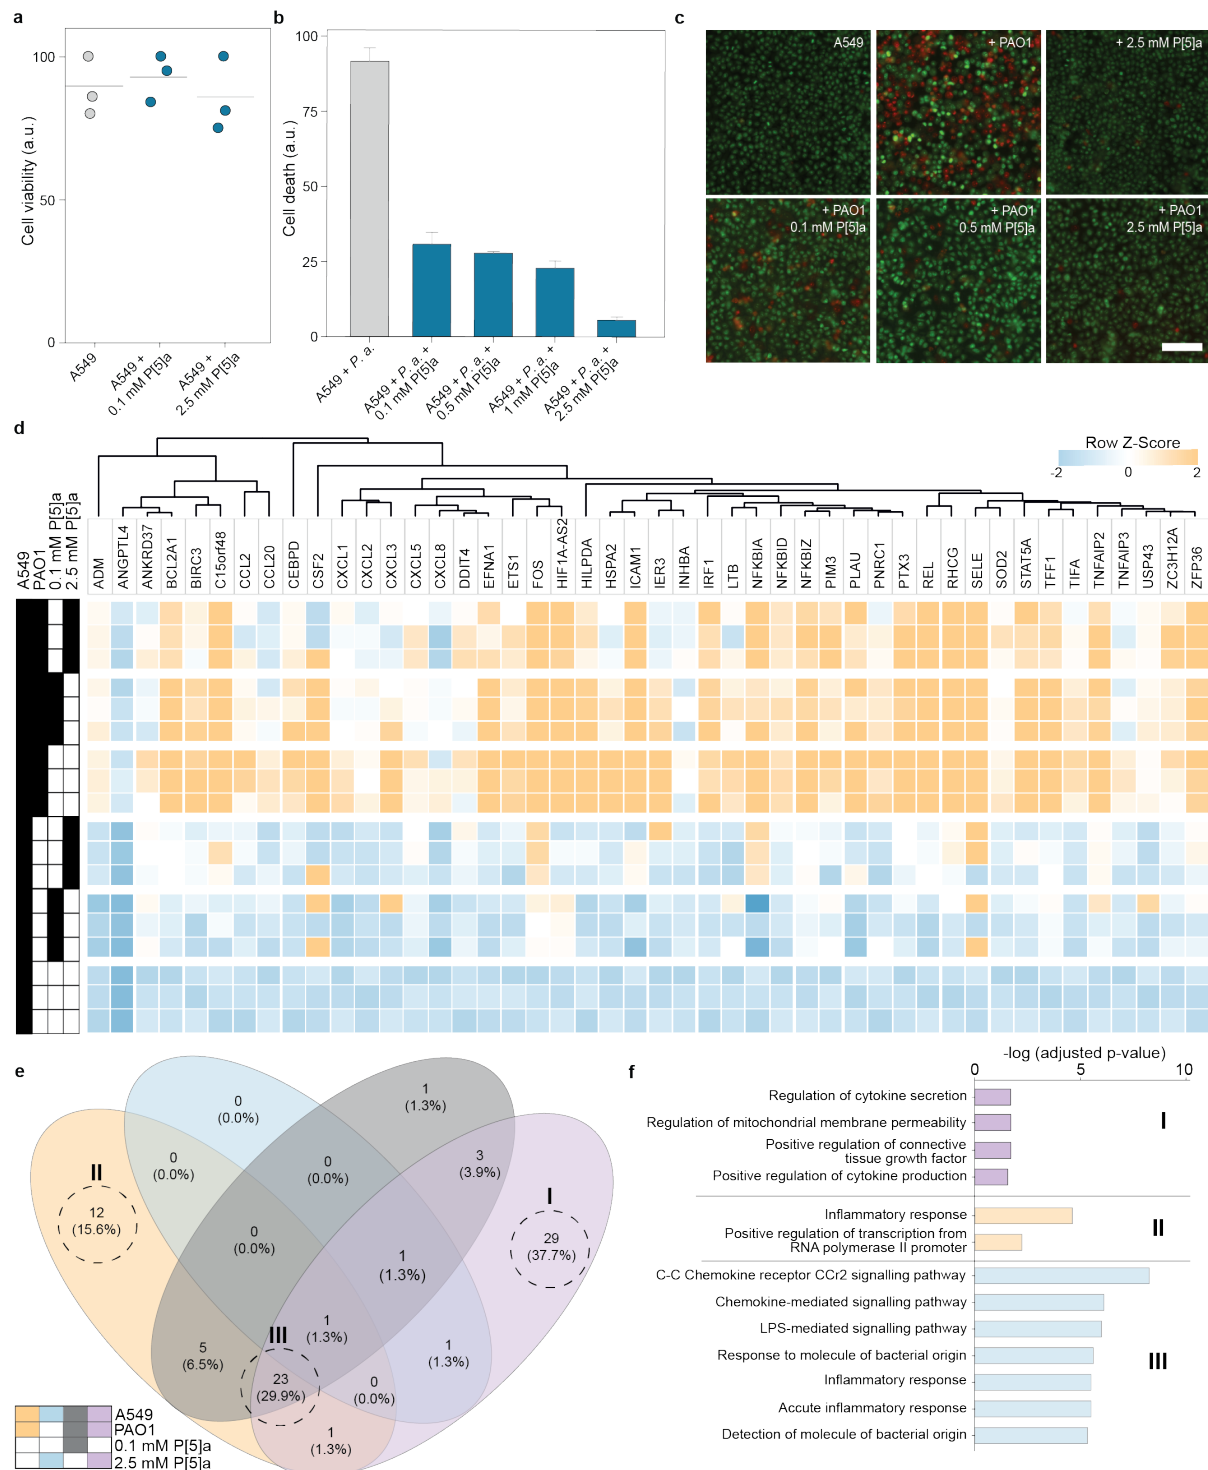 a
100
50
0
Cell viability (a.u.)
A549
A549 +
0.1 mM P[5]a
A549 +
2.5 mM P[5]a
b
100
75
50
25
0
Cell death (a.u.)
A549 + P. a.
A549 + P. a. +
0.1 mM P[5]a
A549 + P. a. +
0.5 mM P[5]a
A549 + P. a. +
1 mM P[5]a
A549 + P. a. +
2.5 mM P[5]a
c
A549
+ PAO1
+ 2.5 mM P[5]a
+ PAO1
0.1 mM P[5]a
+ PAO1
0.5 mM P[5]a
+ PAO1
2.5 mM P[5]a
d
Row Z-Score
-2
0
2
A549
PAO1
0.1 mM P[5]a
2.5 mM P[5]a
ADM
ANGPTL4
ANKRD37
BCL2A1
BIRC3
C15orf48
CCL2
CCL20
CEBPD
CSF2
CXCL1
CXCL2
CXCL3
CXCL5
CXCL8
DDIT4
EFNA1
ETS1
FOS
HIF1A-AS2
HILPDA
HSPA2
ICAM1
IER3
INHBA
IRF1
LTB
NFKBIA
NFKBID
NFKBIZ
PIM3
PLAU
PNRC1
PTX3
REL
RHCG
SELE
SOD2
STAT5A
TFF1
TIFA
TNFAIP2
TNFAIP3
USP43
ZC3H12A
ZFP36
e
0
(0.0%)
1
(1.3%)
0
(0.0%)
0
(0.0%)
3
(3.9%)
II
12
(15.6%)
I
29
(37.7%)
0
(0.0%)
1
(1.3%)
1
(1.3%)
III
5
(6.5%)
1
(1.3%)
23
(29.9%)
0
(0.0%)
1
(1.3%)
A549
PAO1
0.1 mM P[5]a
2.5 mM P[5]a
f
-log (adjusted p-value)
0
5
10
Regulation of cytokine secretion
Regulation of mitochondrial membrane permeability
Positive regulation of connective
tissue growth factor
Positive regulation of cytokine production
I
Inflammatory response
Positive regulation of transcription from
RNA polymerase II promoter
II
C-C Chemokine receptor CCr2 signalling pathway
Chemokine-mediated signalling pathway
LPS-mediated signalling pathway
Response to molecule of bacterial origin
Inflammatory response
Accute inflammatory response
Detection of molecule of bacterial origin
III